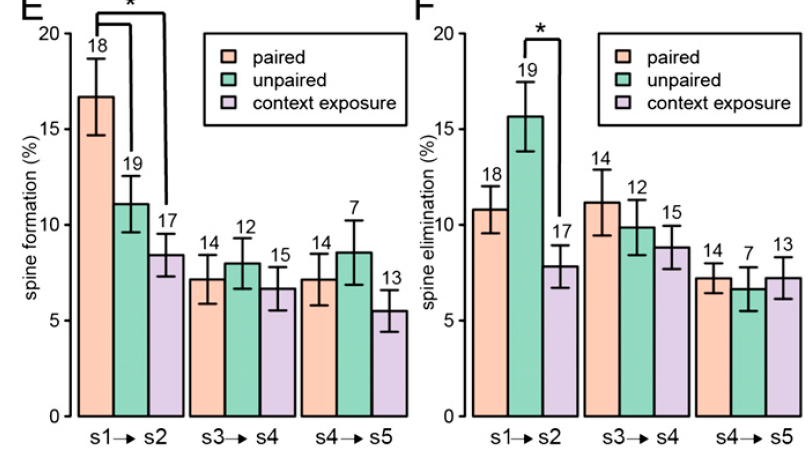 E
*
20
15
10
5
0
spine formation (%)
paired
unpaired
context exposure
18
19
17
14
12
15
14
7
13
s1→ s2
s3→ s4
s4→ s5
F
*
20
15
10
5
0
spine elimination (%)
paired
unpaired
context exposure
18
19
17
14
12
15
14
7
13
s1→ s2
s3→ s4
s4→ s5